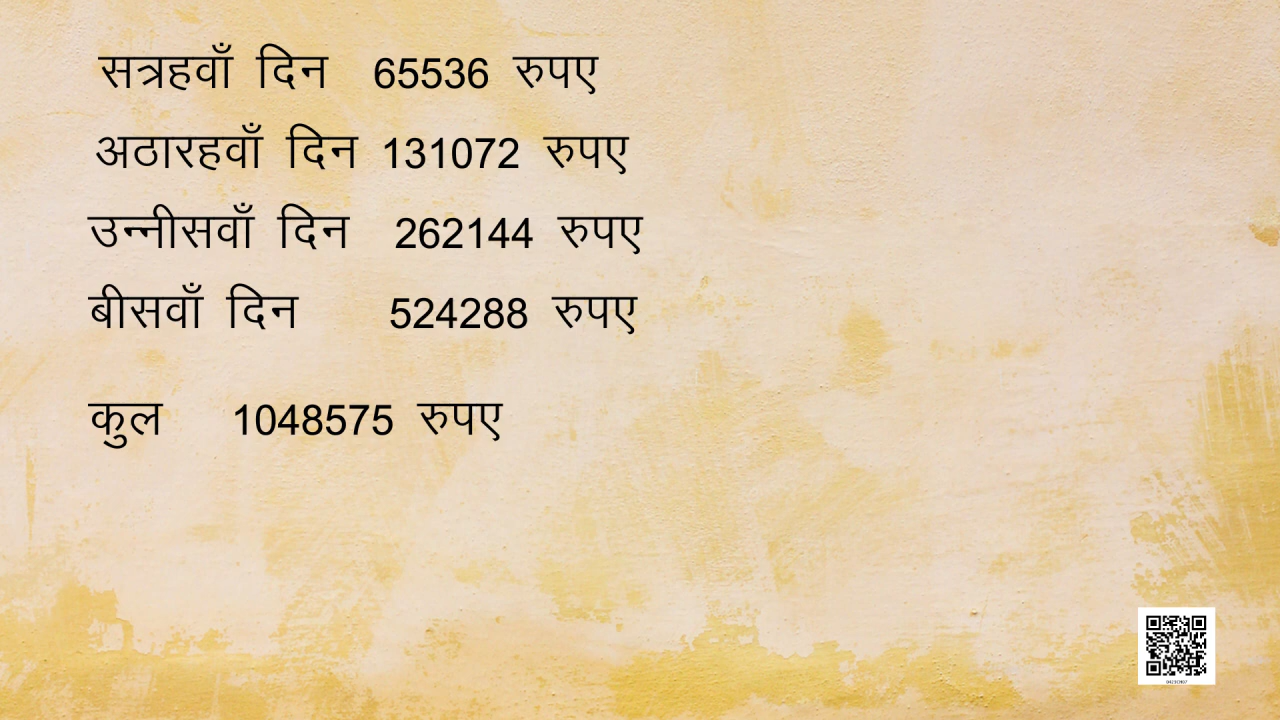 सत्रहवाँ दिन 65536 रुपए
अठारहवाँ दिन 131072 रुपए
उन्नीसवाँ दिन 262144 रुपए
बीसवाँ दिन 524288 रुपए
कुल 1048575 रुपए